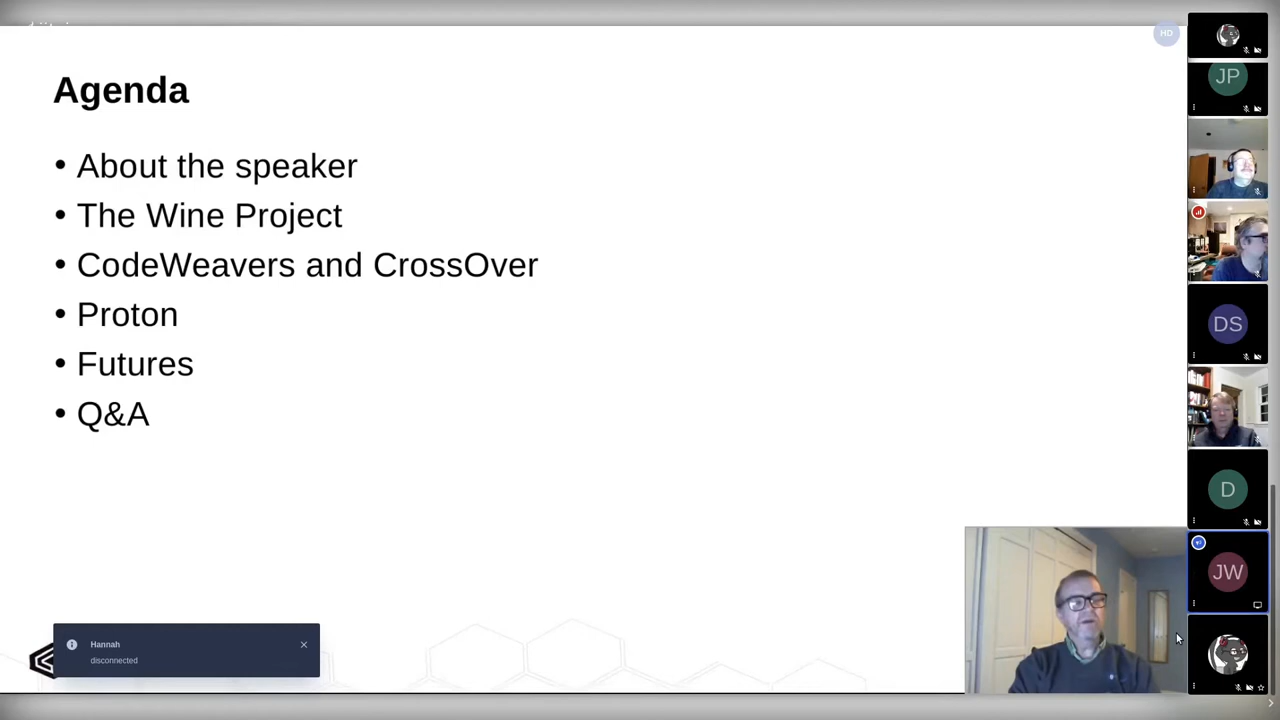 HD
Agenda
• About the speaker
• The Wine Project
• CodeWeavers and CrossOver
• Proton
• Futures
• Q&A
Hannah
disconnected
JP
DS
D
JW